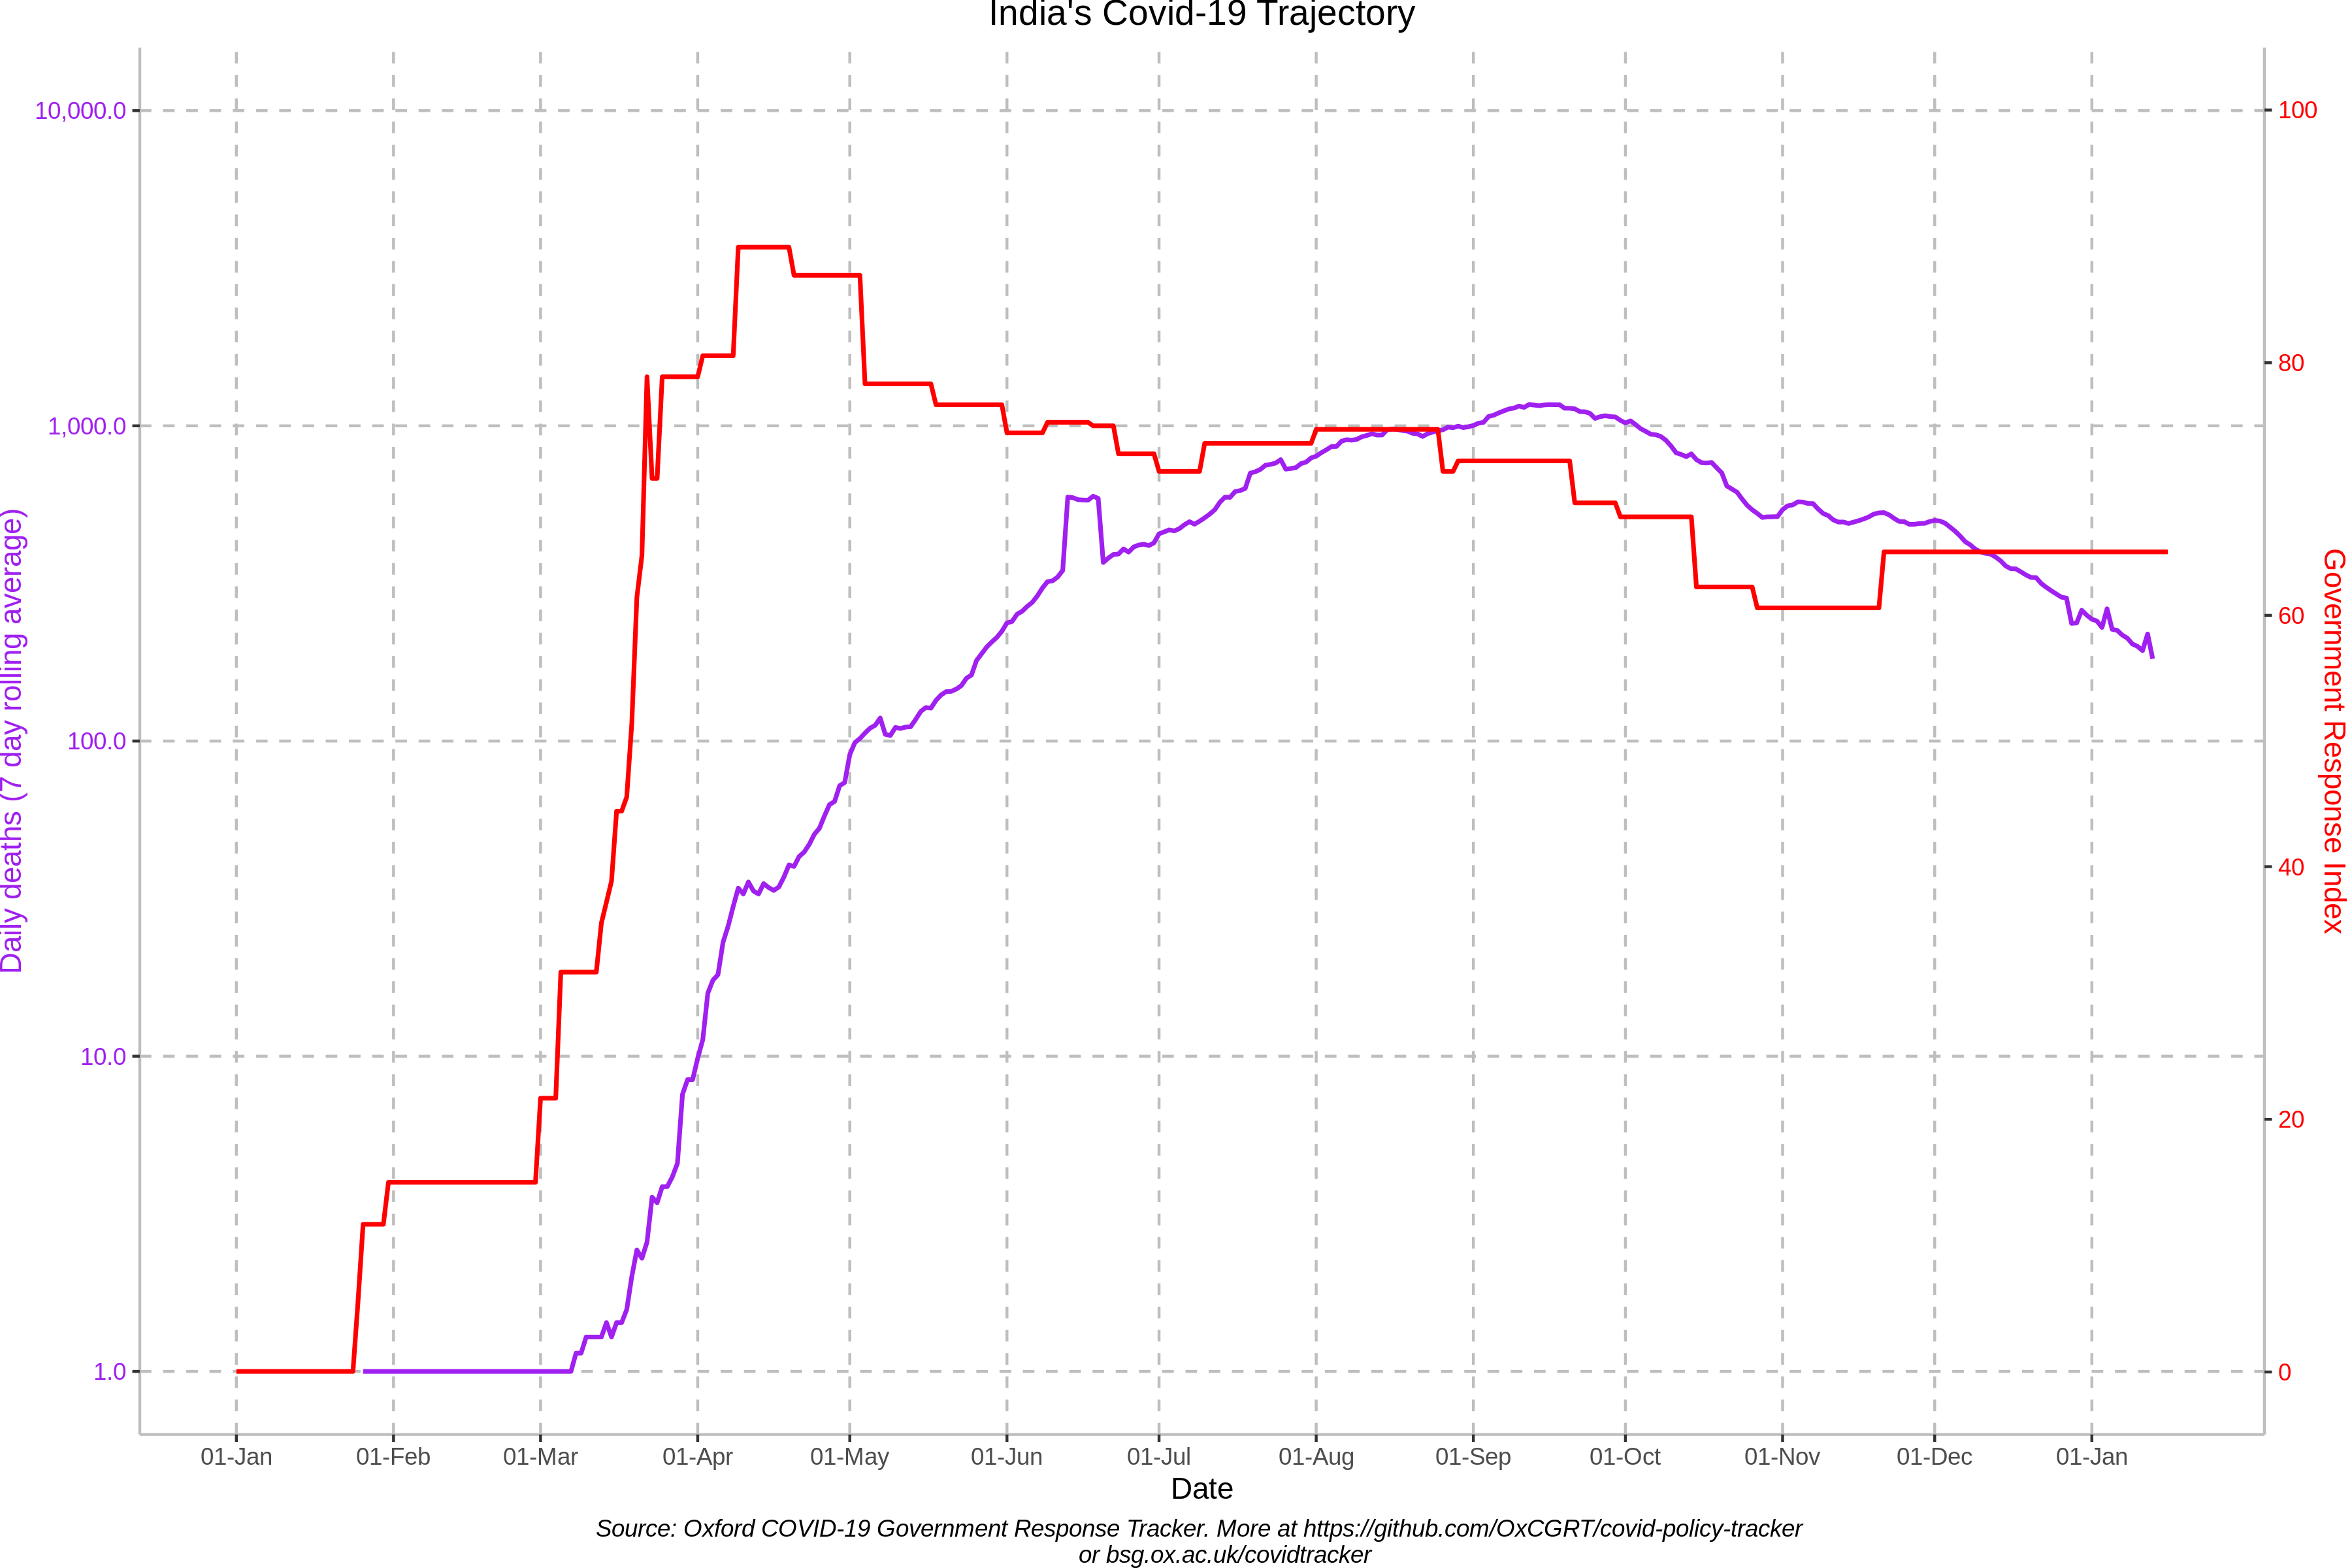 India's Covid-19 Trajectory
10,000.0
1,000.0
100.0
10.0
1.0
Daily deaths (7 day rolling average)
100
80
60
40
20
0
Government Response Index
01-Jan 01-Feb 01-Mar 01-Apr 01-May 01-Jun 01-Jul 01-Aug 01-Sep 01-Oct 01-Nov 01-Dec 01-Jan
Date
Source: Oxford COVID-19 Government Response Tracker. More at https://github.com/OxCGRT/covid-policy-tracker
or bsg.ox.ac.uk/covidtracker